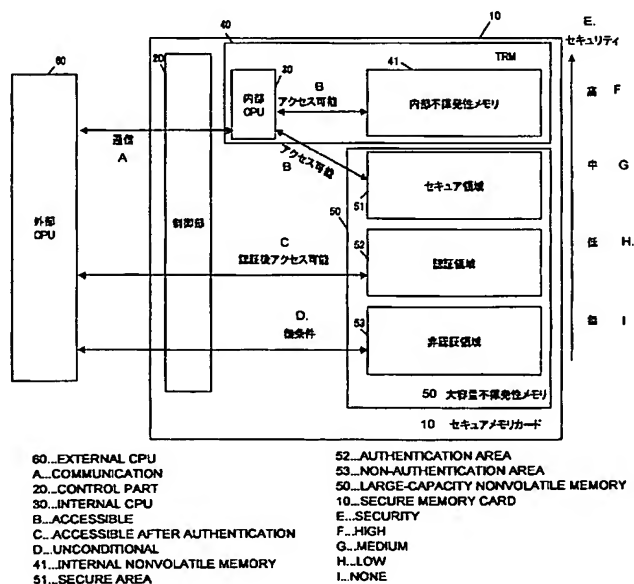 40
10
E.
セキュリティ
60
20
TRM
30
41
内部
CPU
B
アクセス可能
内部不揮発性メモリ
高 F
通信
A
アクセス可能
B
中 G
セキュア領域
51
50
外部
CPU
制御部
52
C
認証後アクセス可能
認証領域
低 H.
D.
無条件
53
非認証領域
無 I
50 大容量不揮発性メモリ
10 セキュアメモリカード
60...EXTERNAL CPU
A...COMMUNICATION
20...CONTROL PART
30...INTERNAL CPU
B...ACCESSIBLE
C...ACCESSIBLE AFTER AUTHENTICATION
D...UNCONDITIONAL
41...INTERNAL NONVOLATILE MEMORY
51...SECURE AREA
52...AUTHENTICATION AREA
53...NON-AUTHENTICATION AREA
50...LARGE-CAPACITY NONVOLATILE MEMORY
10...SECURE MEMORY CARD
E...SECURITY
F...HIGH
G...MEDIUM
H...LOW
I...NONE